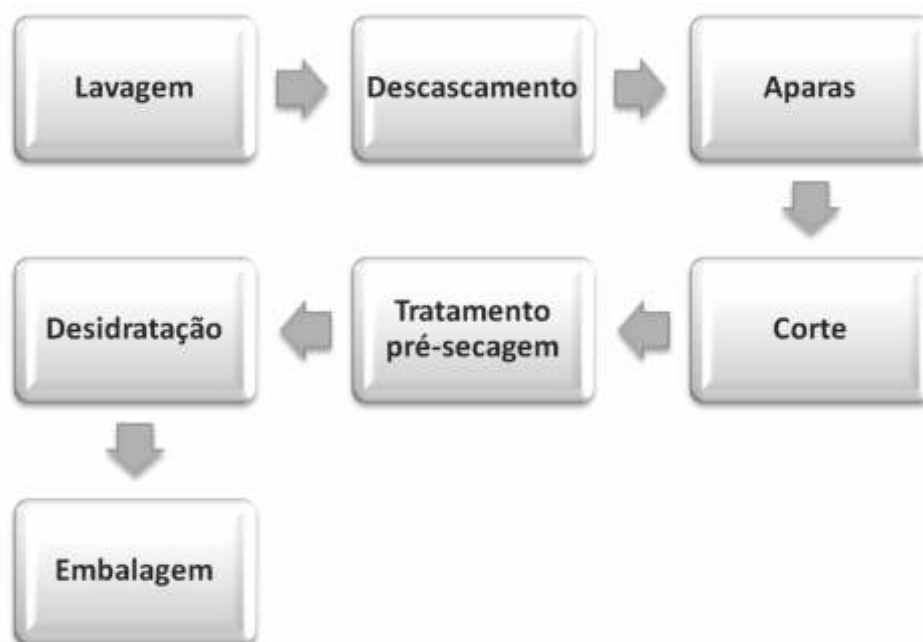 Lavagem
Descascamento
Aparas
Corte
Tratamento
pré-secagem
Desidratação
Embalagem